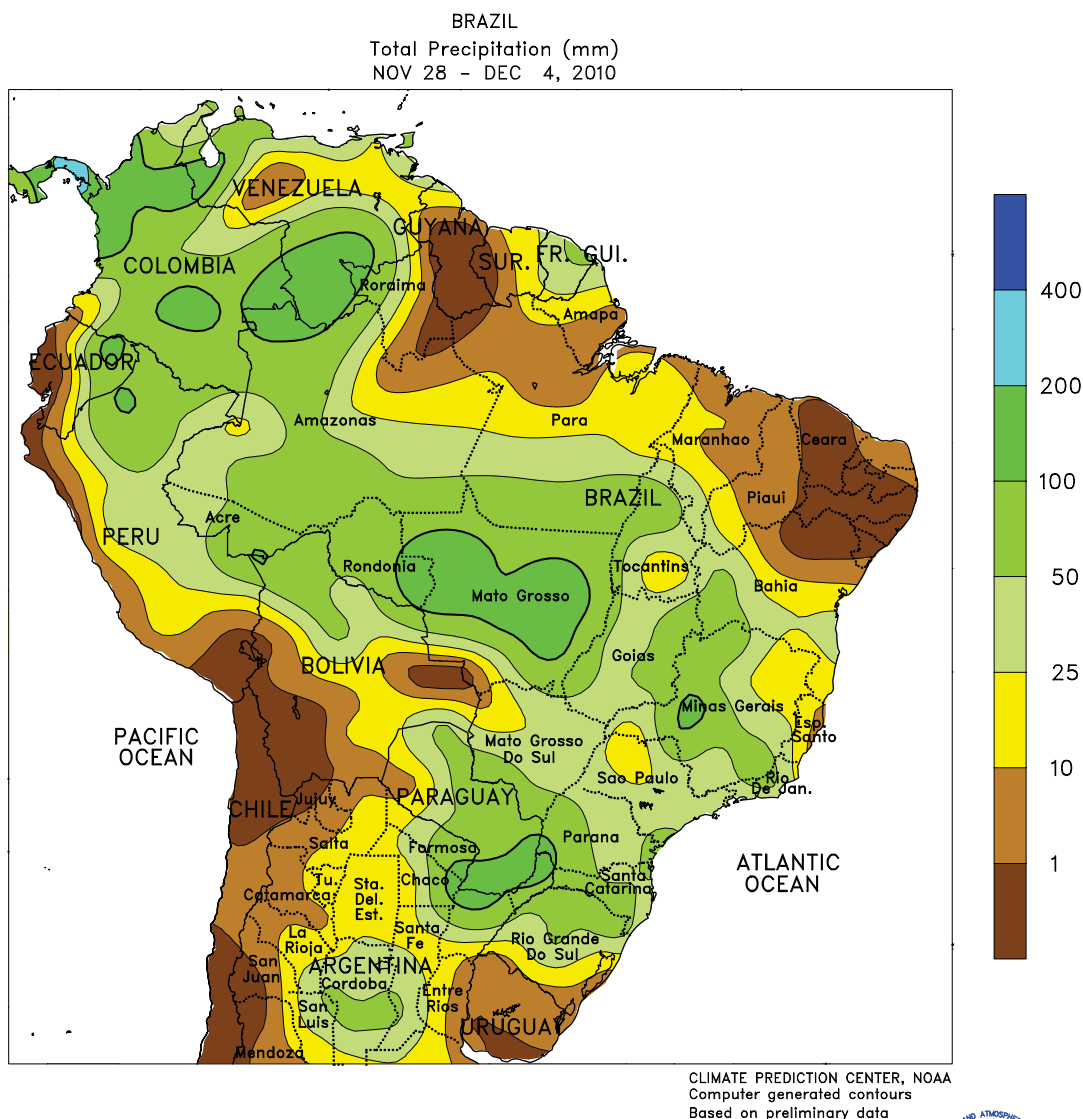 BRAZIL
Total Precipitation (mm)
NOV 28 - DEC 4, 2010
VENEZUELA
GUYANA
SUR. FR. GUI.
COLOMBIA
Roraima
Amapa
ECUADOR
Amazonas
Para
Maranhao
Ceara
BRAZIL
Piaui
Acre
PERU
Rondonia
Mato Grosso
Tocantins
Bahia
BOLIVIA
Goias
Minas Gerais
Esp.
Santo
PACIFIC
OCEAN
Mato Grosso
Do Sul
Sao Paulo
Rio
De Jan.
CHILE
Jujuy
PARAGUAY
Salta
Formosa
Parana
ATLANTIC
OCEAN
Catamarca
Tu.
Sta.
Del.
Est.
Chaco
Santa
Catarina
La
Rioja
Santa
Fe
Rio Grande
Do Sul
San
Juan
ARGENTINA
Cordoba
San
Luis
Entre
Rios
URUGUAY
Mendoza
400
200
100
50
25
10
1
CLIMATE PREDICTION CENTER, NOAA
Computer generated contours
Based on preliminary data
AND ATMOSPHE